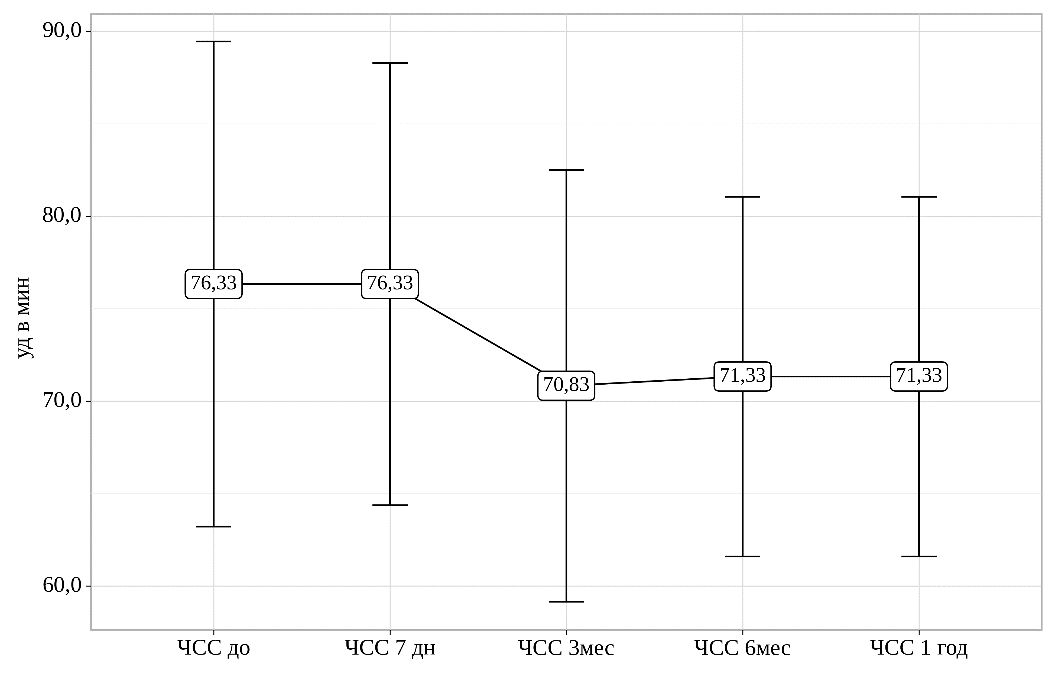 90,0
80,0
70,0
60,0
уд в мин
76,33
76,33
70,83
71,33
71,33
ЧСС до
ЧСС 7 дн
ЧСС 3мес
ЧСС 6мес
ЧСС 1 год